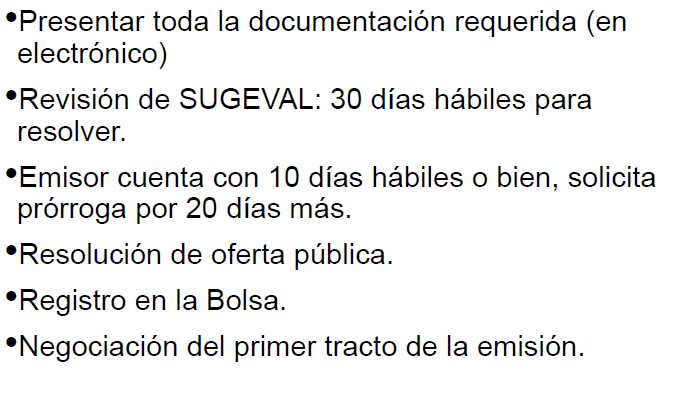 •Presentar toda la documentación requerida (en
electrónico)
•Revisión de SUGEVAL: 30 días hábiles para
resolver.
•Emisor cuenta con 10 días hábiles o bien, solicita
prórroga por 20 días más.
•Resolución de oferta pública.
•Registro en la Bolsa.
•Negociación del primer tracto de la emisión.